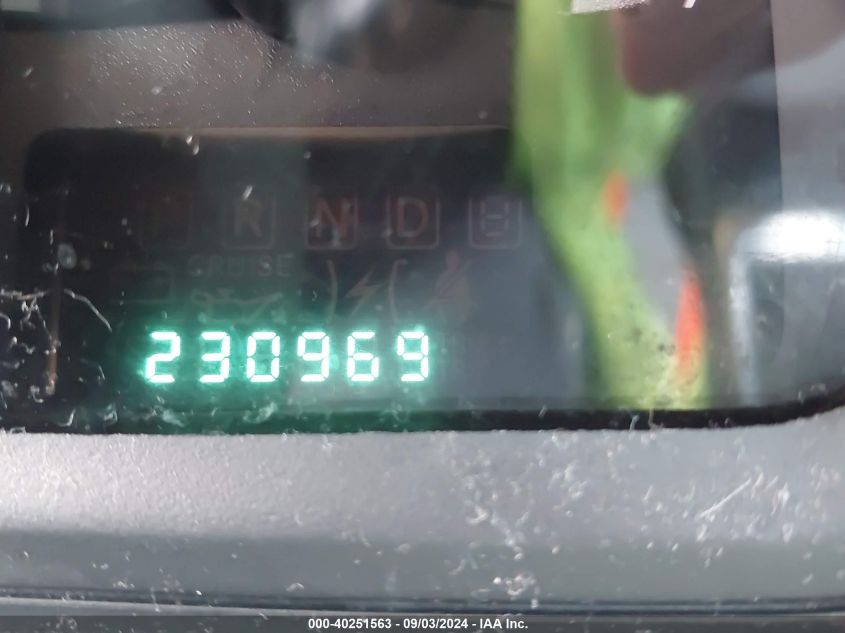 R N D
CRUISE
230969
000-40251563 - 09/03/2024 - IAA Inc.